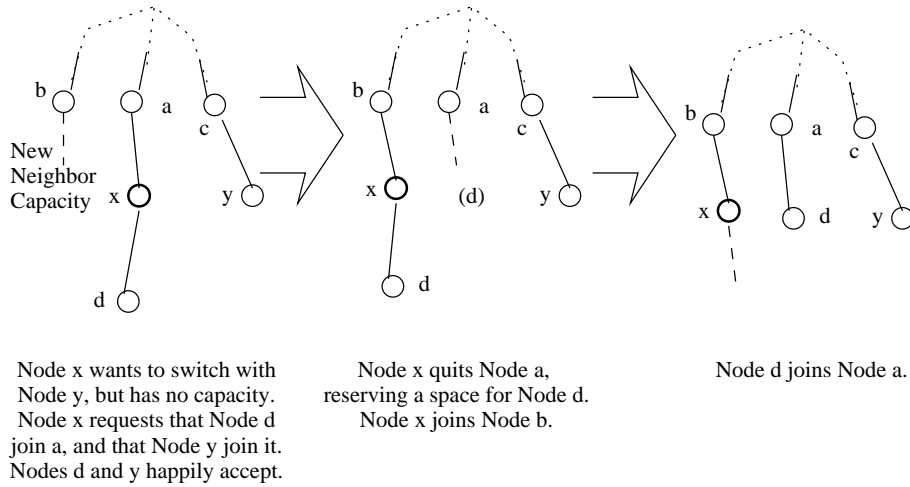 b
a
c
New
Neighbor
Capacity
x
y
d
b
a
c
x
(d)
y
d
b
a
c
x
d
y
Node x wants to switch with
Node y, but has no capacity.
Node x requests that Node d
join a, and that Node y join it.
Nodes d and y happily accept.
Node x quits Node a,
reserving a space for Node d.
Node x joins Node b.
Node d joins Node a.